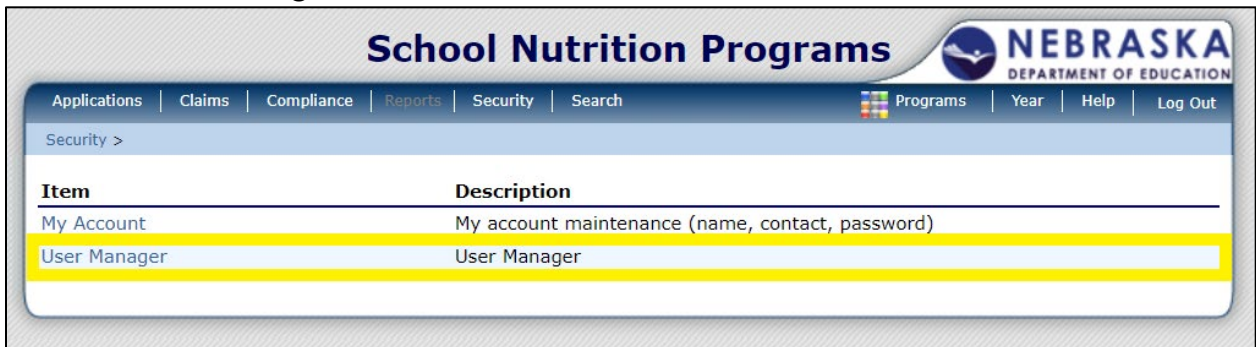 School Nutrition Programs
NEBRASKA
DEPARTMENT OF EDUCATION
Applications | Claims | Compliance | Reports | Security | Search Programs | Year | Help | Log Out
Security >
Item Description
My Account My account maintenance (name, contact, password)
User Manager User Manager